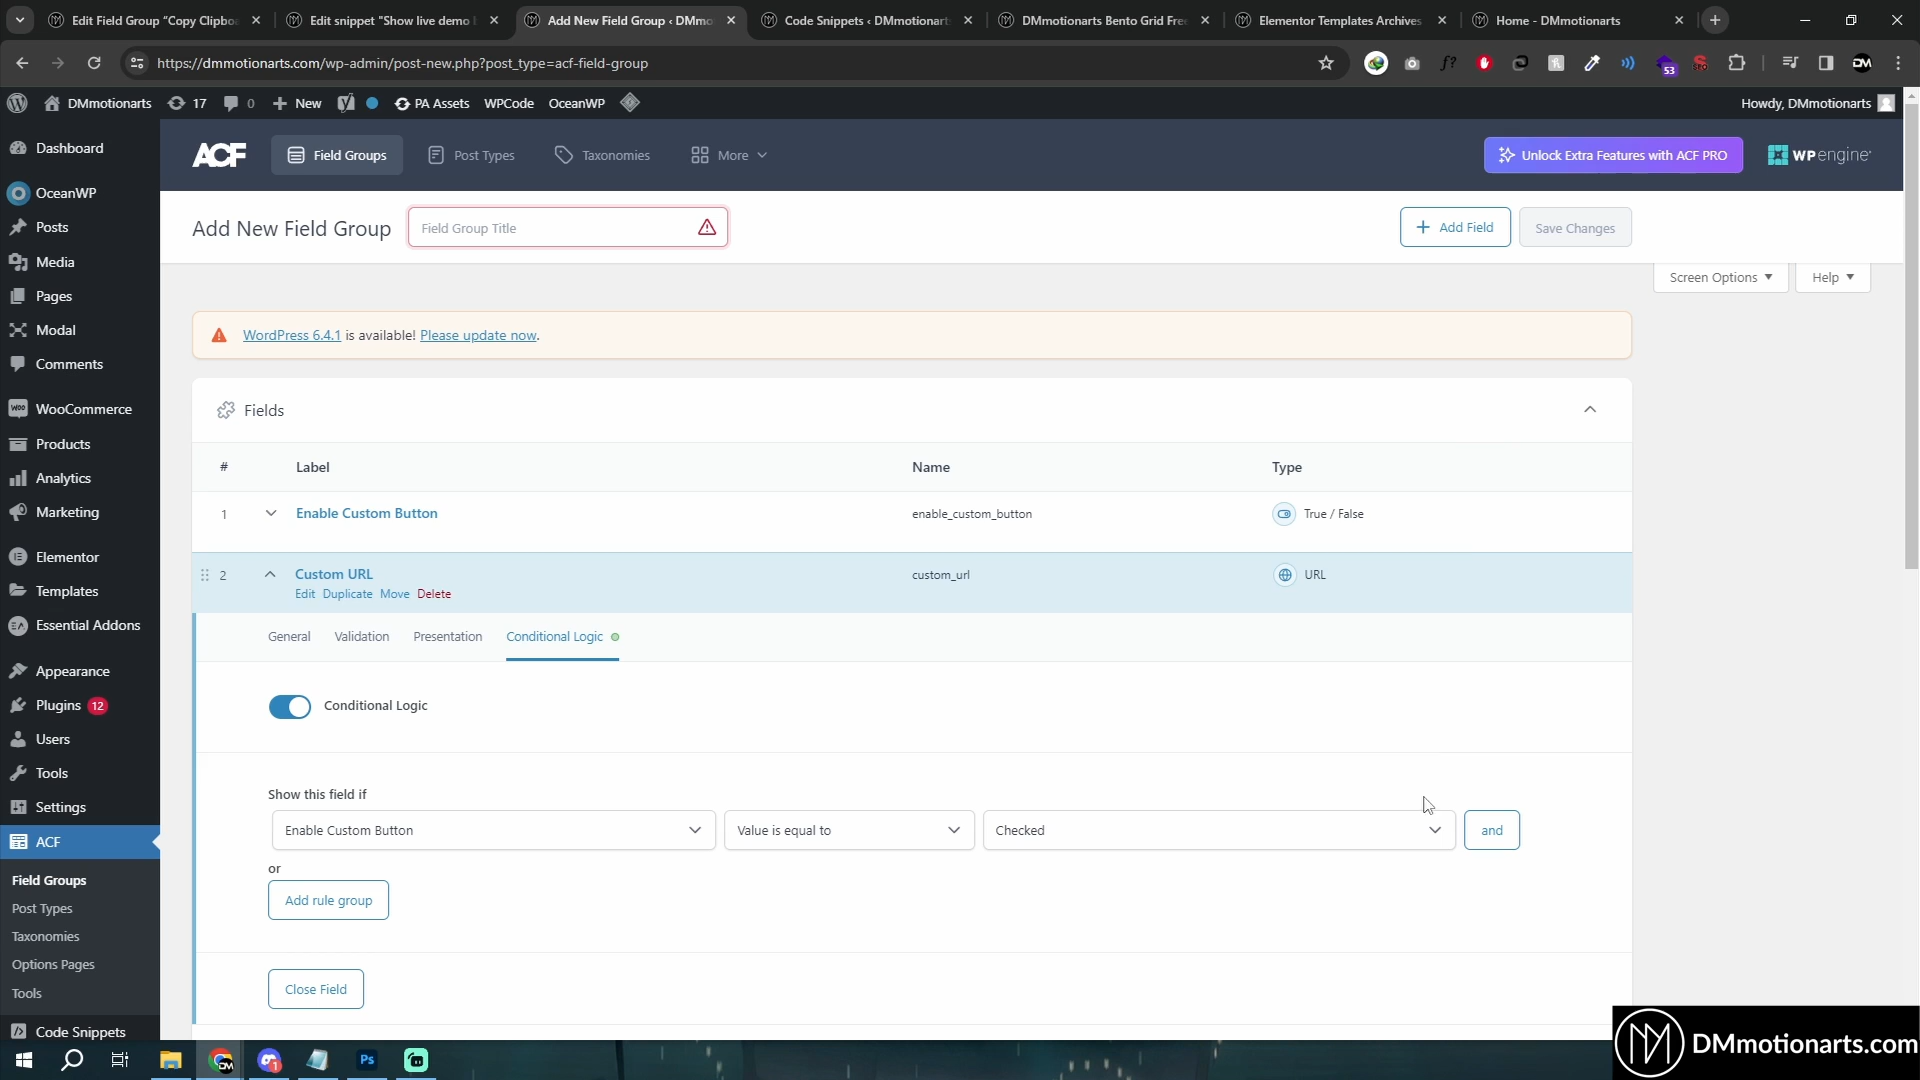 Edit Field Group "Copy Clipbo
Edit snippet "Show live demo
Add New Field Group ‹ DMmo
Code Snippets ‹ DMmotionart
DMmotionarts Bento Grid Fre
Elementor Templates Archives
Home - DMmotionarts
https://dmmotionarts.com/wp-admin/post-new.php?post_type=acf-field-group
f?
53
DM
DMmotionarts
17
0
New
PA Assets
WPCode
OceanWP
Howdy, DMmotionarts
Dashboard
OceanWP
Posts
Media
Pages
Modal
Comments
WooCommerce
Products
Analytics
Marketing
Elementor
Templates
Essential Addons
Appearance
Plugins 12
Users
Tools
Settings
ACF
Field Groups
Post Types
Taxonomies
Options Pages
Tools
Code Snippets
ACF
Field Groups
Post Types
Taxonomies
More
Unlock Extra Features with ACF PRO
WP engine
Add New Field Group
Field Group Title
+ Add Field
Save Changes
Screen Options
Help
WordPress 6.4.1 is available! Please update now.
Fields
# Label Name Type
1 Enable Custom Button enable_custom_button True / False
2 Custom URL custom_url URL
Edit Duplicate Move Delete
General Validation Presentation Conditional Logic
Conditional Logic
Show this field if
Enable Custom Button Value is equal to Checked and
or
Add rule group
Close Field
Ps
DMmotionarts.com